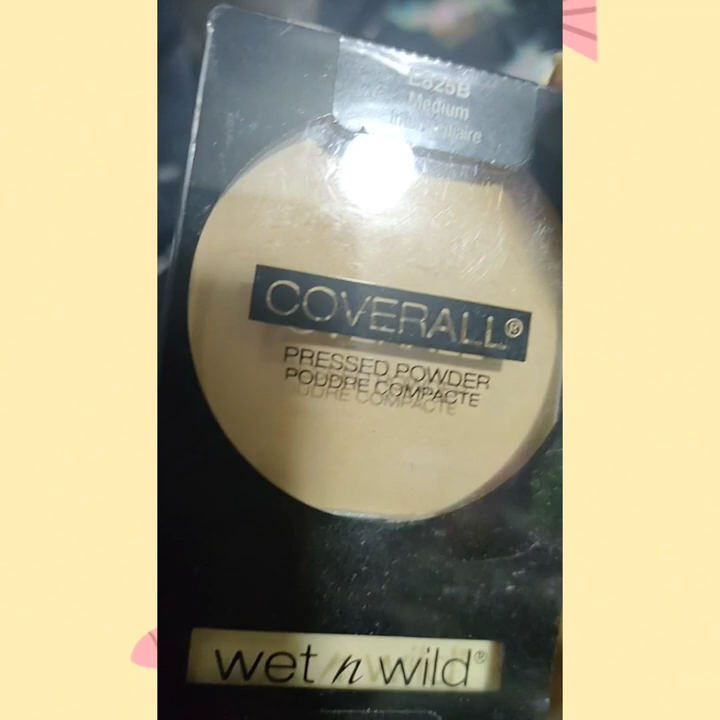 E825B
Medium
COVERALL®
PRESSED POWDER
POUDRE COMPACTE
wet n wild®